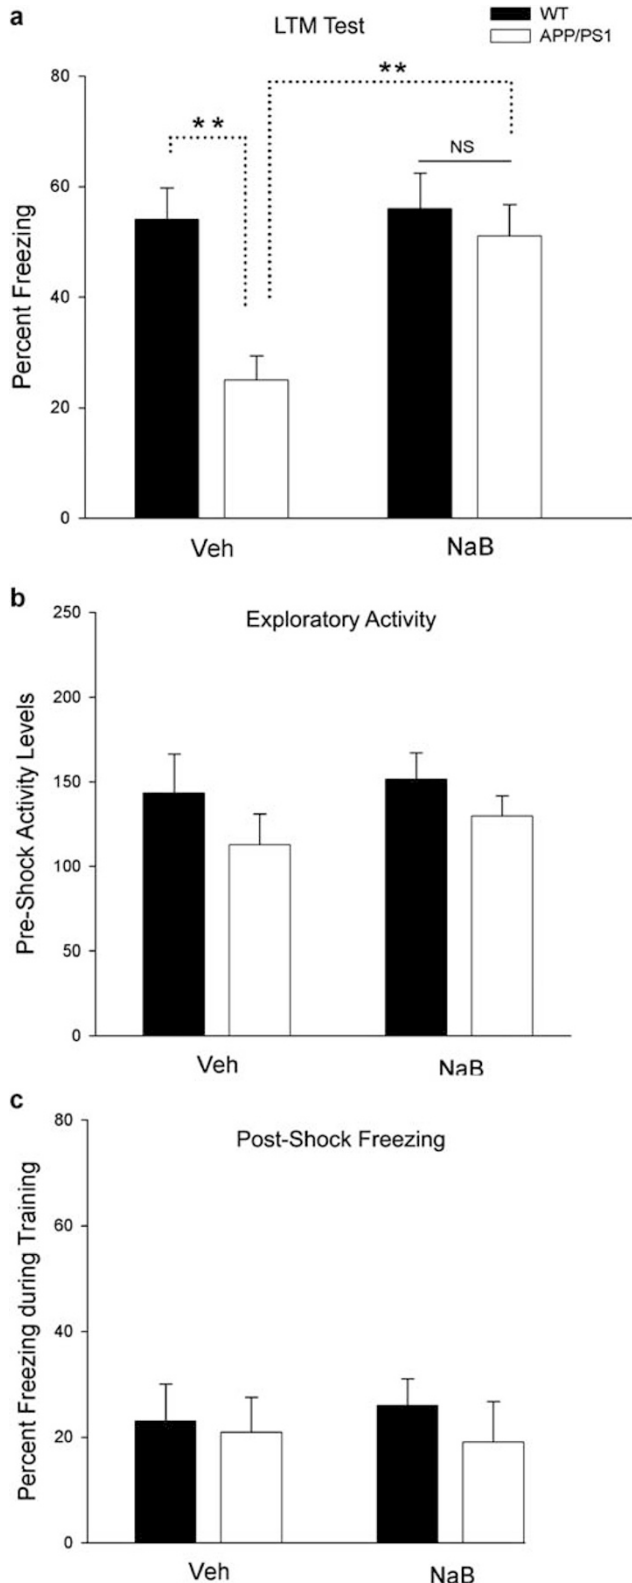 a
LTM Test
WT
APP/PS1
80
60
40
20
0
Percent Freezing
**
**
NS
Veh NaB
b
Exploratory Activity
250
200
150
100
50
0
Pre-Shock Activity Levels
Veh NaB
c
Post-Shock Freezing
80
60
40
20
0
Percent Freezing during Training
Veh NaB